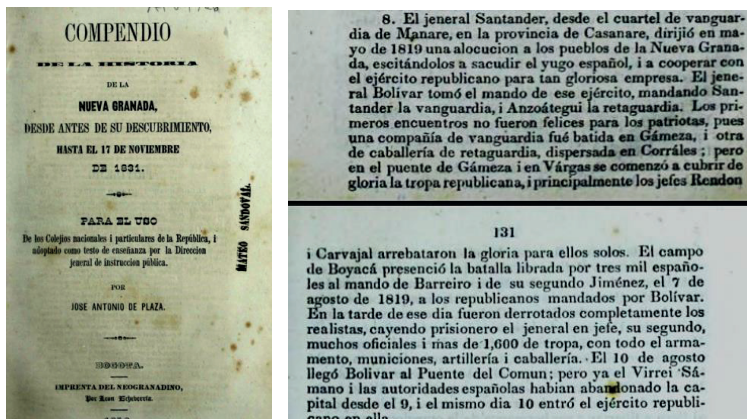 COMPENDIO
DE LA HISTORIA
DE LA
NUEVA GRANADA,
DESDE ANTES DE SU DESCUBRIMIENTO,
HASTA EL 17 DE NOVIEMBRE
DE 1831.
PARA EL USO
De los Colejios nacionales i particulares de la República, i
adoptado como testo de enseñanza por la Direccion
jeneral de instruccion pública.
POR
JOSE ANTONIO DE PLAZA.
BOGOTA.
IMPRENTA DEL NEOGRANADINO,
Por Leon Echeverria.
MATEO SANDOVAL
8. El jeneral Santander, desde el cuartel de vanguar-
dia de Manare, en la provincia de Casanare, dirijió en ma-
yo de 1819 una alocucion a los pueblos de la Nueva Grana-
da, escitándolos a sacudir el yugo español, i a cooperar con
el ejército republicano para tan gloriosa empresa. El jene-
ral Bolívar tomó el mando de ese ejército, mandando San-
tander la vanguardia, i Anzoátegui la retaguardia. Los pri-
meros encuentros no fueron felices para los patriotas, pues
una compañía de vanguardia fué batida en Gámeza, i otra
de caballería de retaguardia, dispersada en Corráles; pero
en el puente de Gámeza i en Várgas se comenzó a cubrir de
gloria la tropa republicana, i principalmente los jefes Rendon
131
i Carvajal arrebataron la gloria para ellos solos. El campo
de Boyacá presenció la batalla librada por tres mil españo-
les al mando de Barreiro i de su segundo Jiménez, el 7 de
agosto de 1819, a los republicanos mandados por Bolívar.
En la tarde de ese dia fueron derrotados completamente los
realistas, cayendo prisionero el jeneral en jefe, su segundo,
muchos oficiales i mas de 1,600 de tropa, con todo el arma-
mento, municiones, artillería i caballería. El 10 de agosto
llegó Bolívar al Puente del Comun; pero ya el Virrei Sá-
mano i las autoridades españolas habian abandonado la ca-
pital desde el 9, i el mismo dia 10 entró el ejército republi-
cano en ella